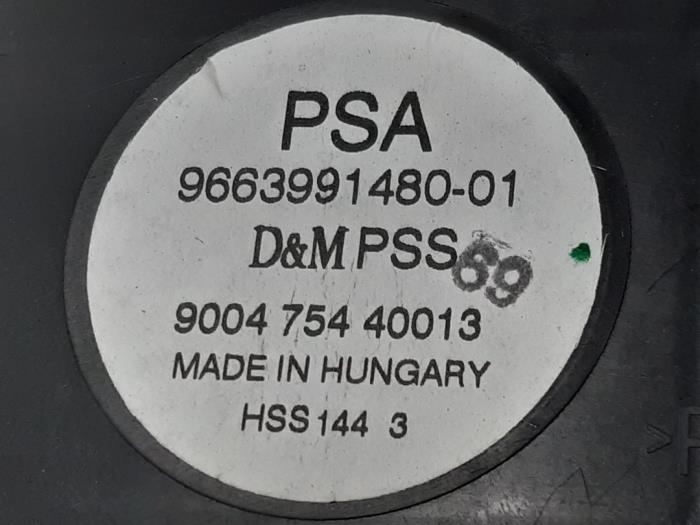 PSA
9663991480-01
D&M PSS 69
9004 754 40013
MADE IN HUNGARY
HSS 144 3